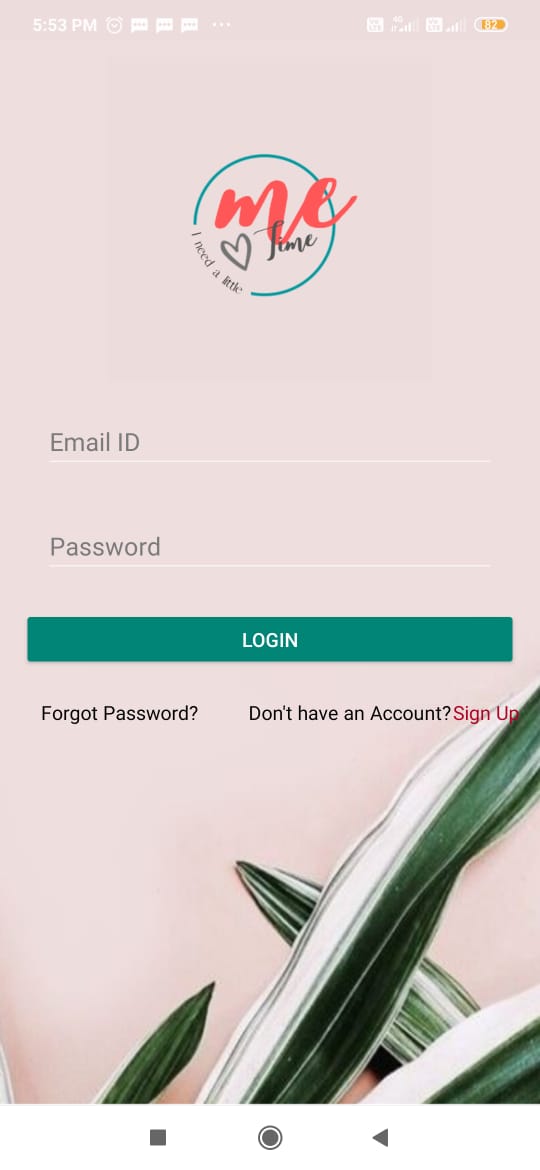 5:53 PM
4G
82
me
Time
I need a little
Email ID
Password
LOGIN
Forgot Password? Don't have an Account?Sign Up